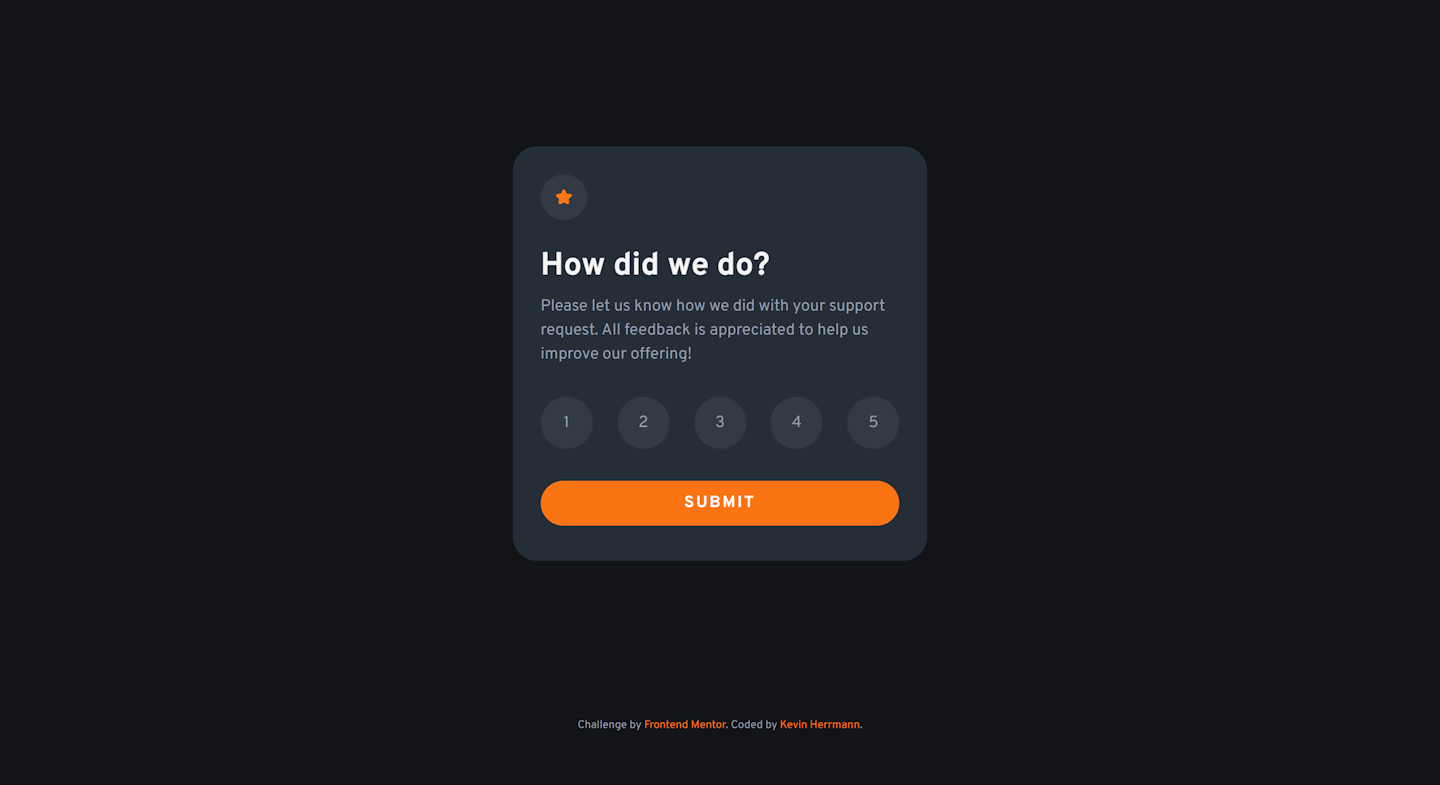 How did we do?
Please let us know how we did with your support
request. All feedback is appreciated to help us
improve our offering!
1 2 3 4 5
SUBMIT
Challenge by Frontend Mentor. Coded by Kevin Herrmann.